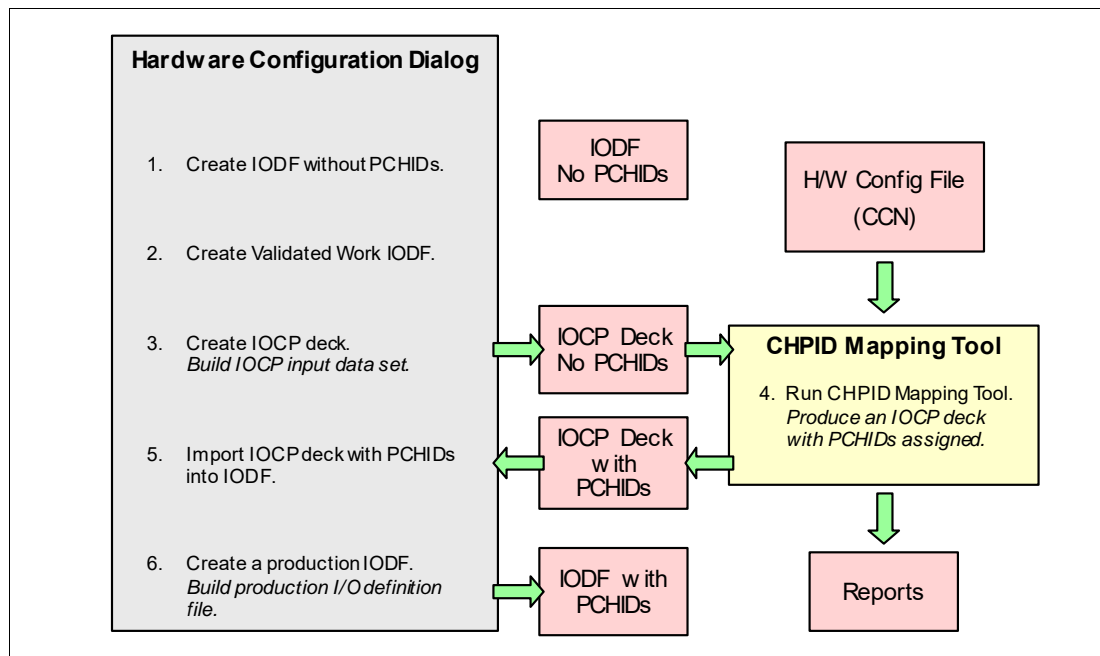 Hardware Configuration Dialog
1. Create IODF without PCHIDs.
2. Create Validated Work IODF.
3. Create IOCP deck.
Build IOCP input data set.
5. Import IOCP deck with PCHIDs
into IODF.
6. Create a production IODF.
Build production I/O definition
file.
IODF
No PCHIDs
IOCP Deck
No PCHIDs
IOCP Deck
with
PCHIDs
IODF with
PCHIDs
H/W Config File
(CCN)
CHPID Mapping Tool
4. Run CHPID Mapping Tool.
Produce an IOCP deck
with PCHIDs assigned.
Reports